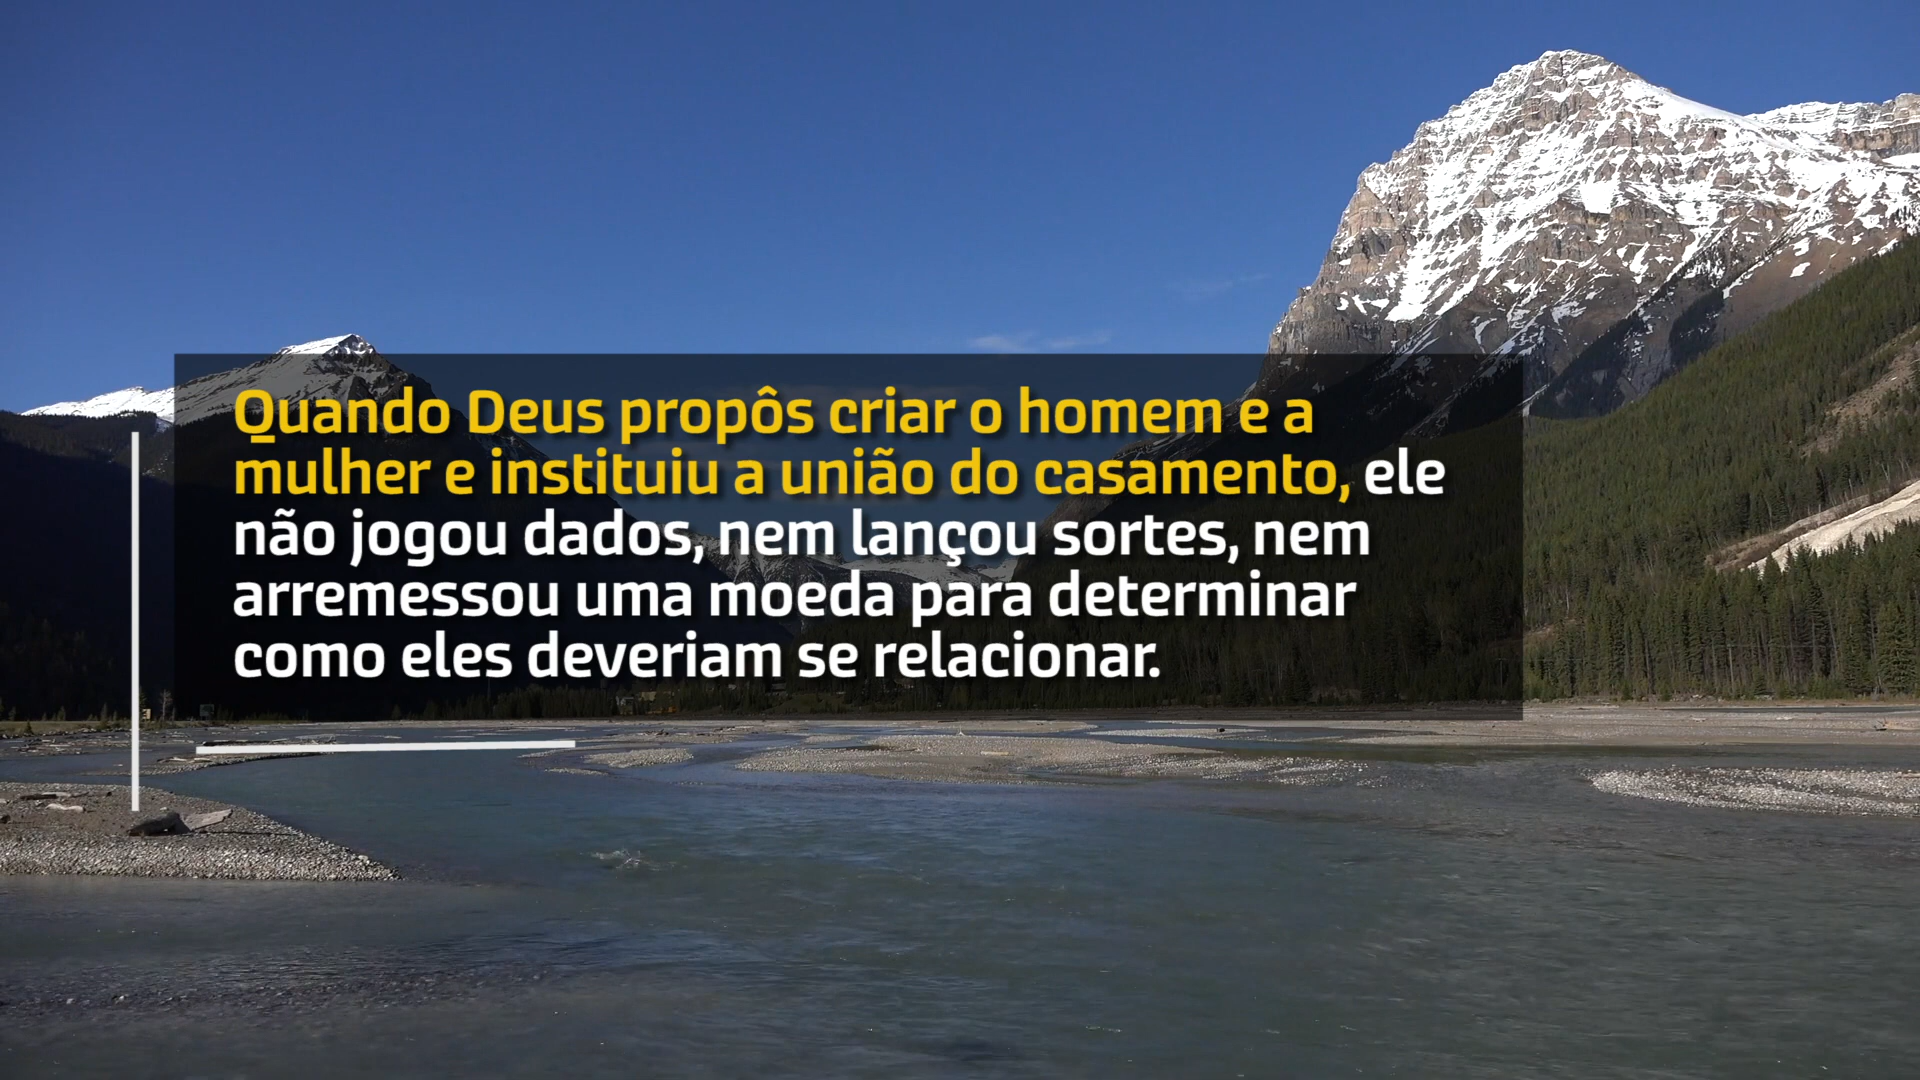 Quando Deus propôs criar o homem e a
mulher e instituiu a união do casamento, ele
não jogou dados, nem lançou sortes, nem
arremessou uma moeda para determinar
como eles deveriam se relacionar.